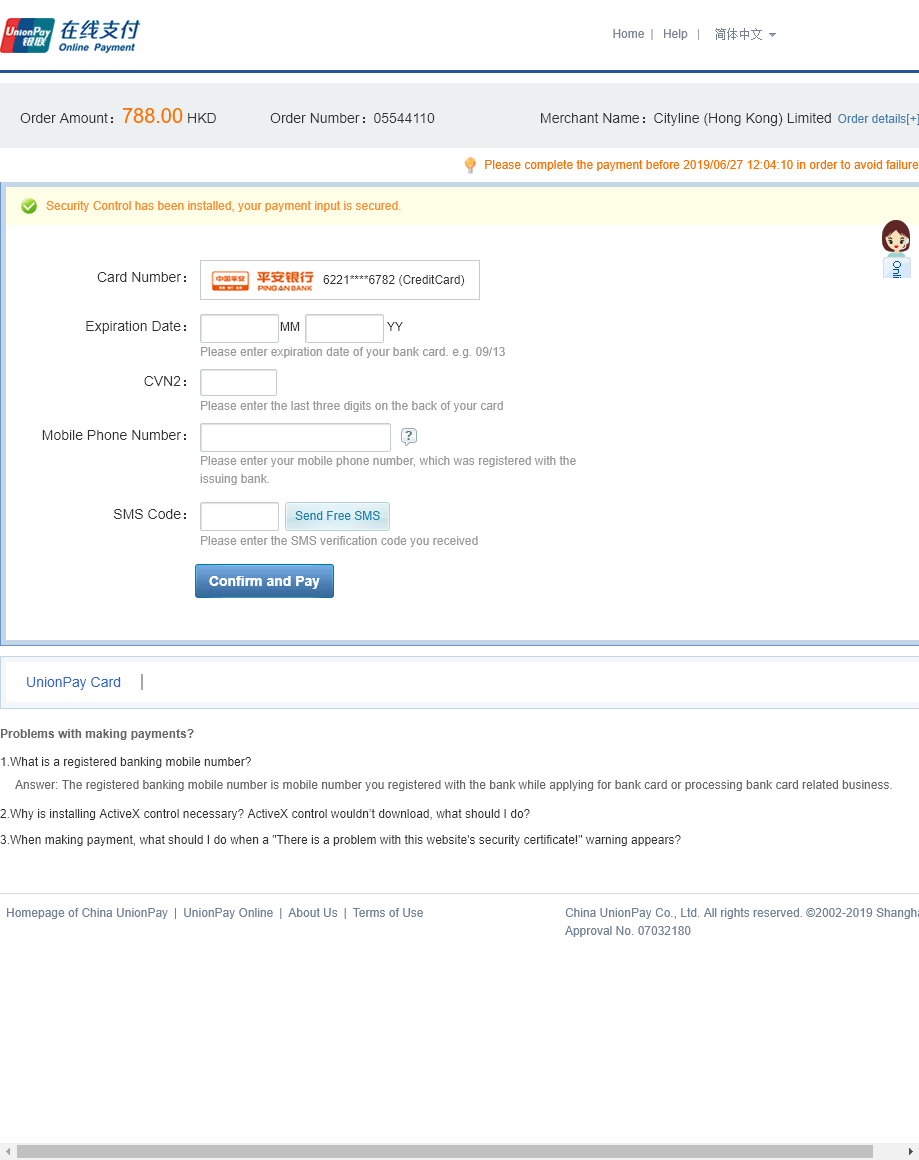 UnionPay 银联 在线支付
Online Payment
Home | Help | 简体中文
Order Amount：788.00 HKD Order Number：05544110 Merchant Name：Cityline (Hong Kong) Limited Order details[+]
Please complete the payment before 2019/06/27 12:04:10 in order to avoid failure
Security Control has been installed, your payment input is secured.
Onli
Card Number： 中国平安 平安银行 PING AN BANK 6221****6782 (CreditCard)
Expiration Date： MM YY
Please enter expiration date of your bank card. e.g. 09/13
CVN2：
Please enter the last three digits on the back of your card
Mobile Phone Number： ?
Please enter your mobile phone number, which was registered with the
issuing bank.
SMS Code： Send Free SMS
Please enter the SMS verification code you received
Confirm and Pay
UnionPay Card |
Problems with making payments?
1.What is a registered banking mobile number?
Answer: The registered banking mobile number is mobile number you registered with the bank while applying for bank card or processing bank card related business.
2.Why is installing ActiveX control necessary? ActiveX control wouldn't download, what should I do?
3.When making payment, what should I do when a "There is a problem with this website's security certificate!" warning appears?
Homepage of China UnionPay | UnionPay Online | About Us | Terms of Use
China UnionPay Co., Ltd. All rights reserved. ©2002-2019 Shangha
Approval No. 07032180